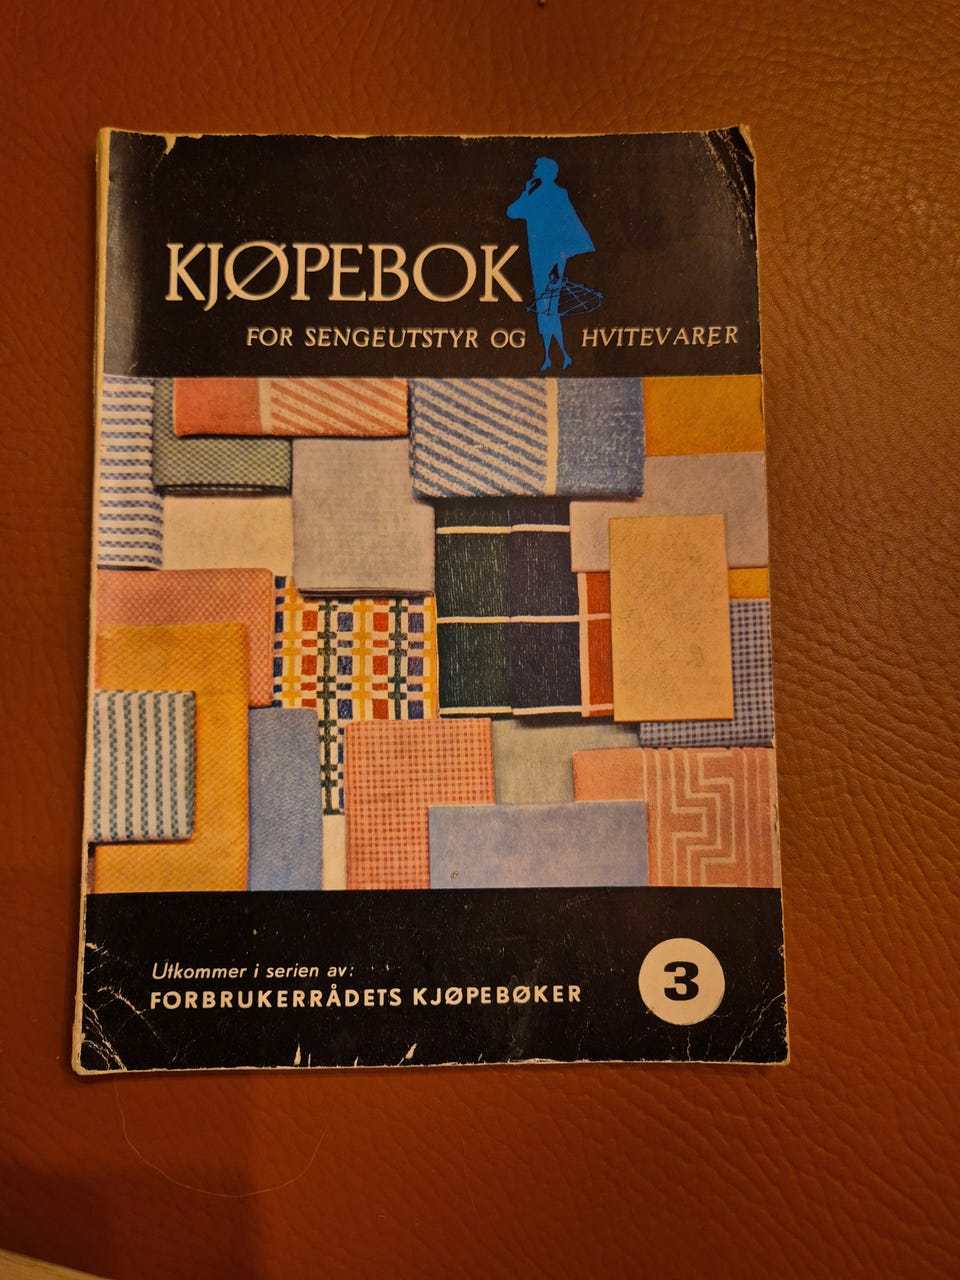 KJØPEBOK
FOR SENGEUTSTYR OG HVITEVARER
Utkommer i serien av:
FORBRUKERRÅDETS KJØPEBØKER
3